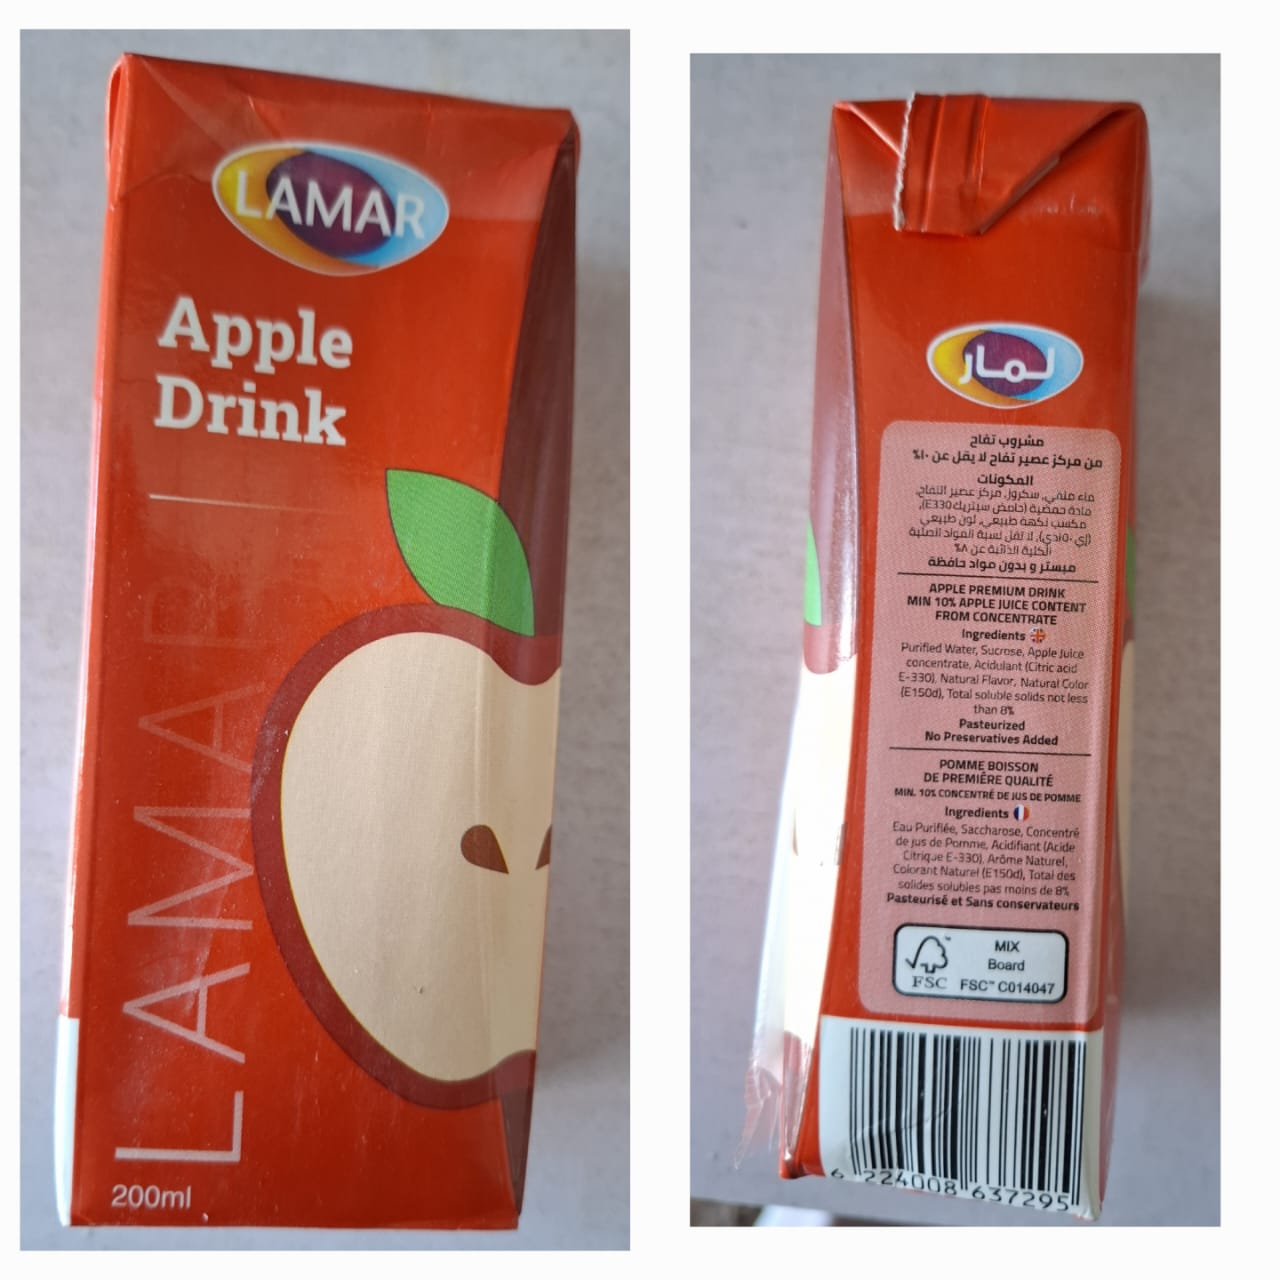 LAMAR
Apple
Drink
LAMAR
200ml
لمار
مشروب تفاح
من مركز عصير تفاح لا يقل عن ١٠%
المكونات
ماء منقي، سكروز، مركز عصير التفاح،
مادة حمضية (حامض سيتريك E330)،
مكسب نكهة طبيعي، لون طبيعي
(إي ١٥٠دي)، لا تقل نسبة المواد الصلبة
الكلية الذائبة عن ٨%
مبستر و بدون مواد حافظة
APPLE PREMIUM DRINK
MIN 10% APPLE JUICE CONTENT
FROM CONCENTRATE
Ingredients
Purified Water, Sucrose, Apple Juice
concentrate, Acidulant (Citric acid
E-330), Natural Flavor, Natural Color
(E150d), Total soluble solids not less
than 8%
Pasteurized
No Preservatives Added
POMME BOISSON
DE PREMIÈRE QUALITÉ
MIN. 10% CONCENTRÉ DE JUS DE POMME
Ingredients
Eau Purifiée, Saccharose, Concentré
de jus de Pomme, Acidifiant (Acide
Citrique E-330), Arôme Naturel,
Colorant Naturel (E150d), Total des
solides solubles pas moins de 8%
Pasteurisé et Sans conservateurs
FSC™
MIX
Board
FSC™ C014047
6 224008 637295